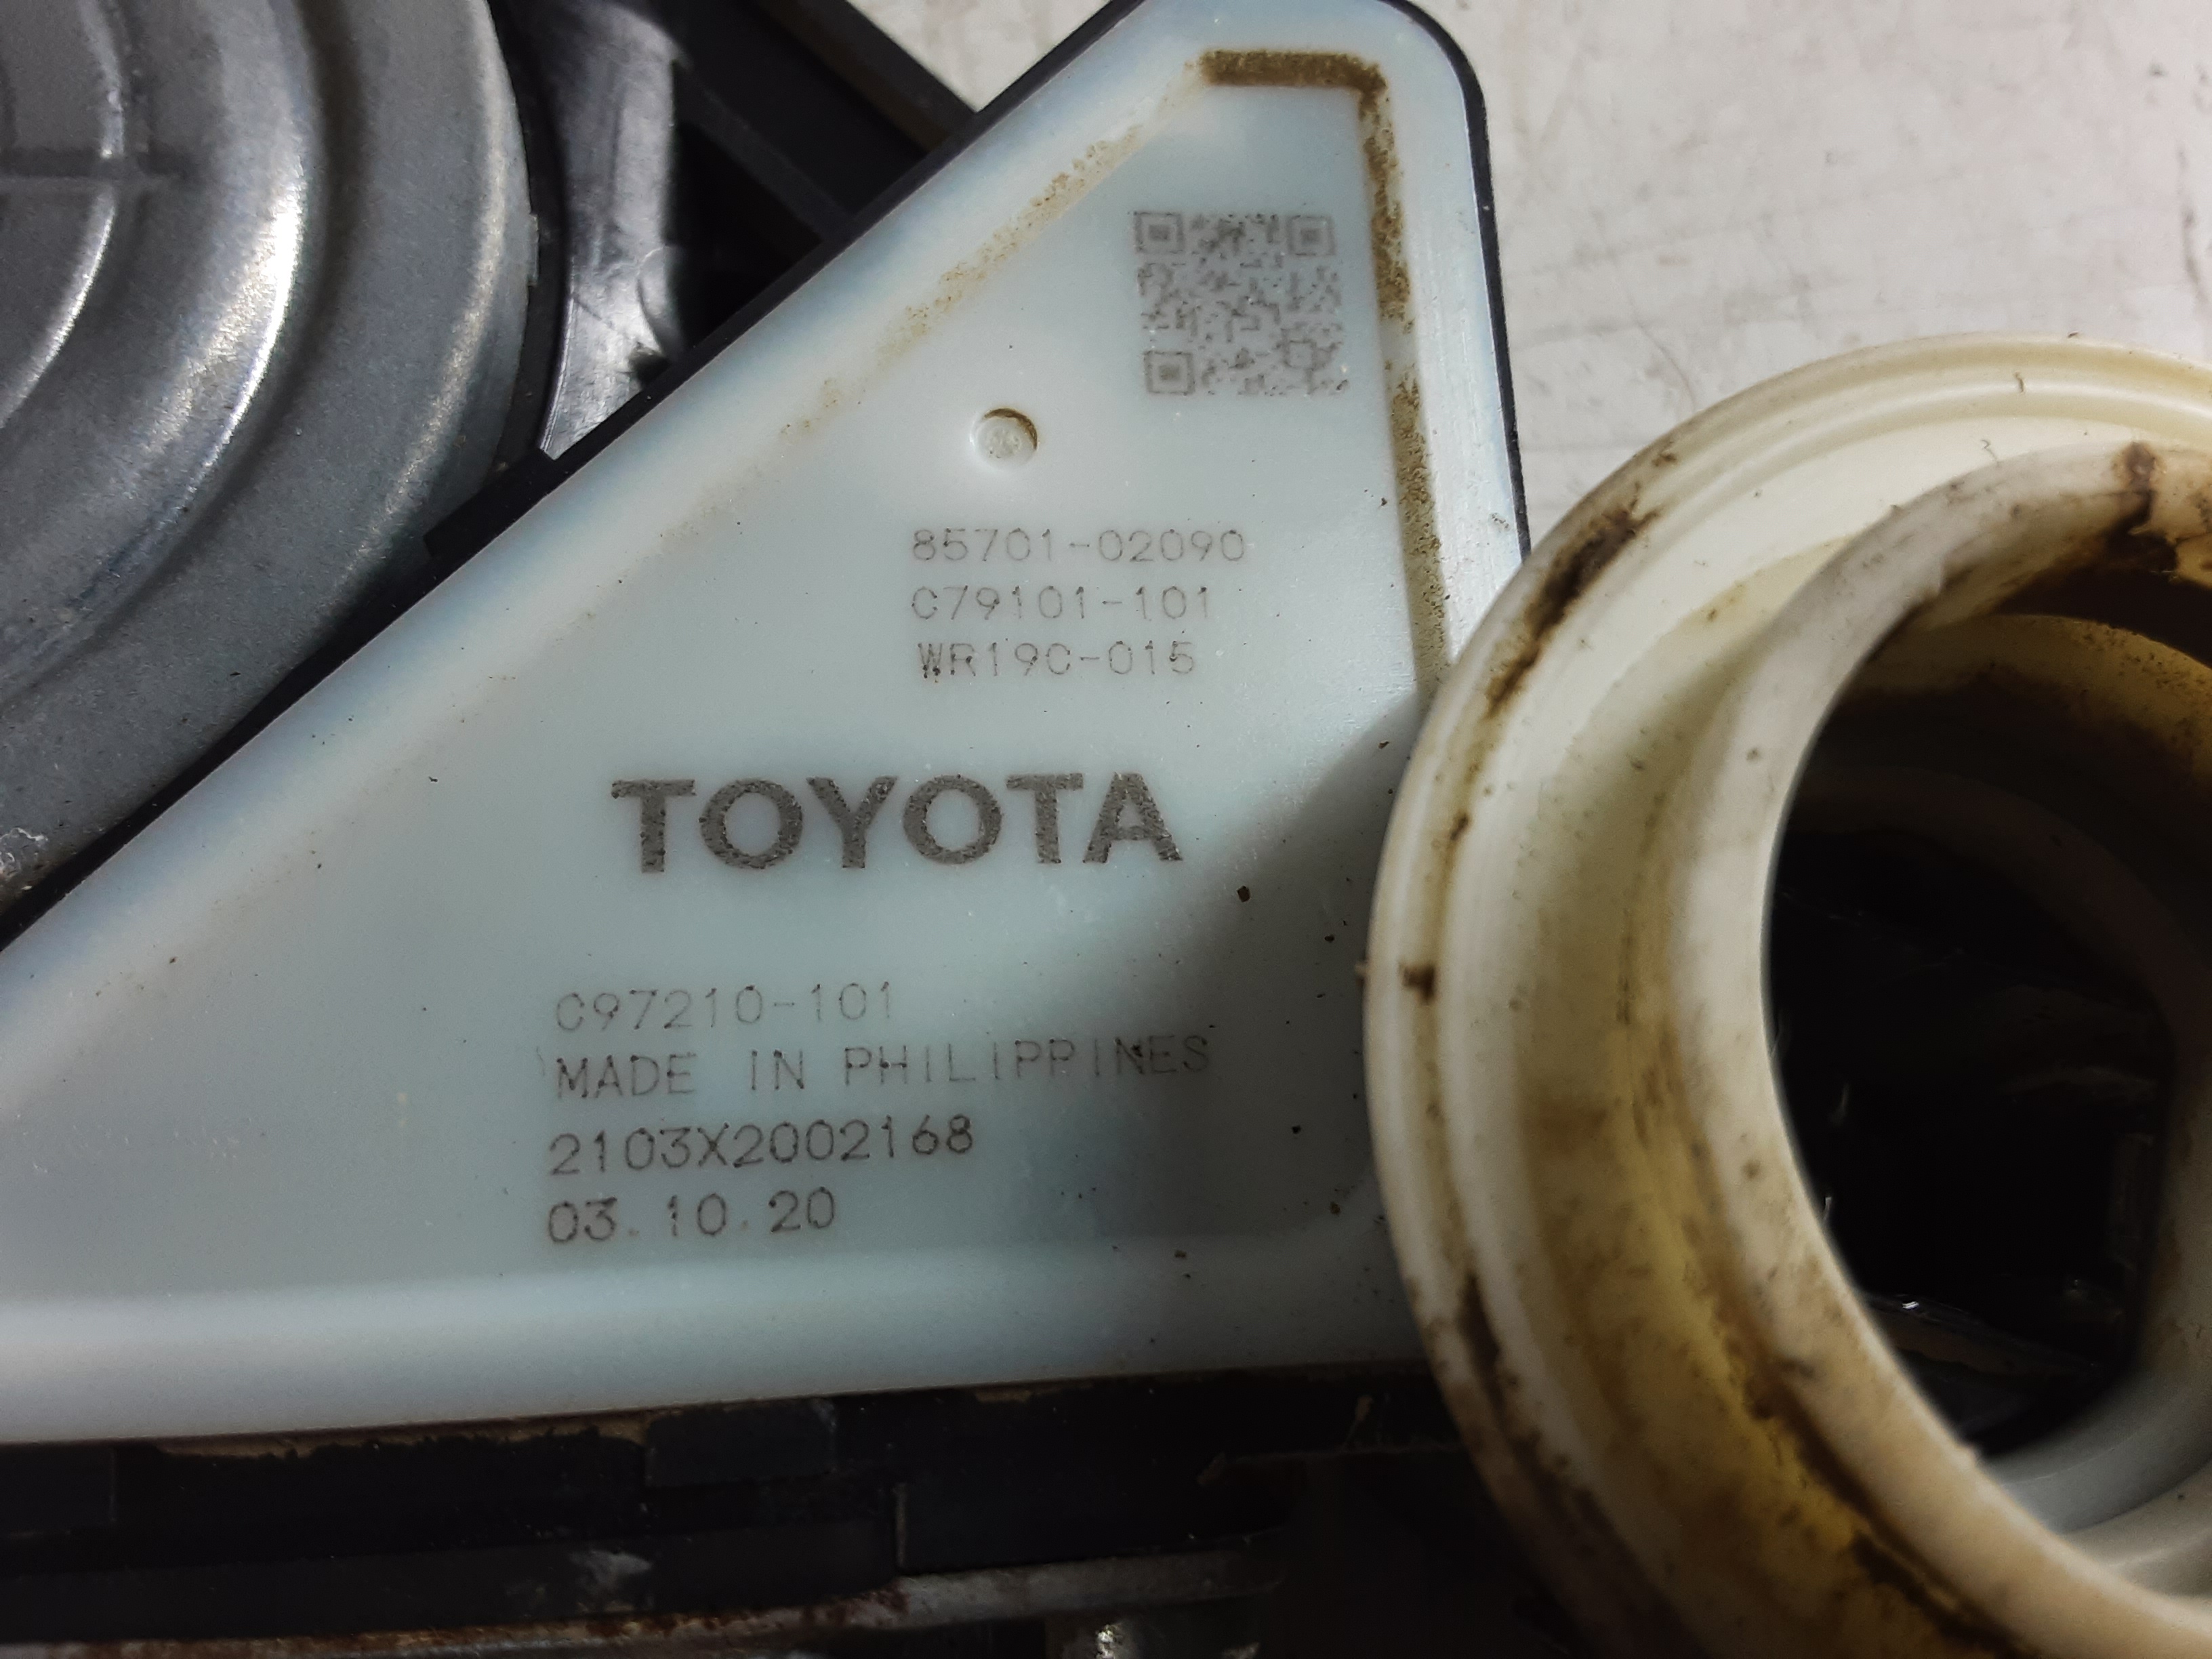 85701-02090
C79101-101
WR19C-015
TOYOTA
C97210-101
MADE IN PHILIPPINES
2103X2002168
03.10.20